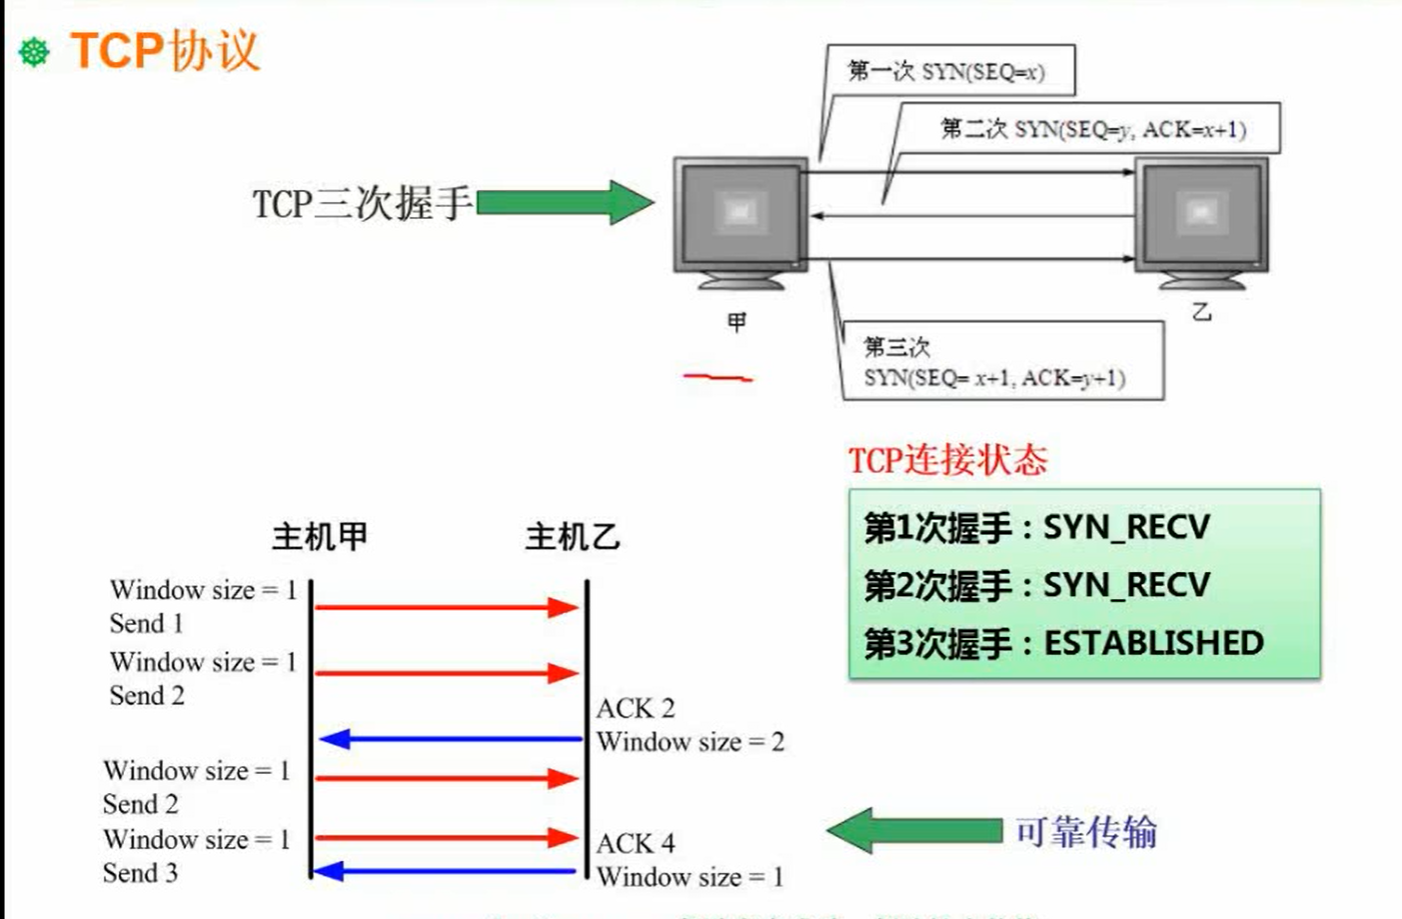 TCP协议
第一次 SYN(SEQ=x)
第二次 SYN(SEQ=y, ACK=x+1)
TCP三次握手
甲
乙
第三次
SYN(SEQ= x+1, ACK=y+1)
TCP连接状态
第1次握手：SYN_RECV
第2次握手：SYN_RECV
第3次握手：ESTABLISHED
主机甲
主机乙
Window size = 1
Send 1
Window size = 1
Send 2
ACK 2
Window size = 2
Window size = 1
Send 2
Window size = 1
Send 3
ACK 4
Window size = 1
可靠传输